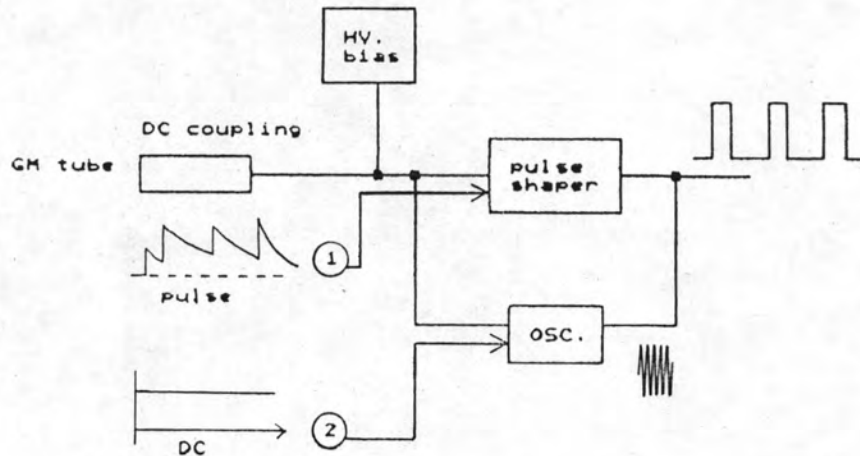 HV.
bias
DC coupling
GM tube
pulse
shaper
1
pulse
OSC.
2
DC